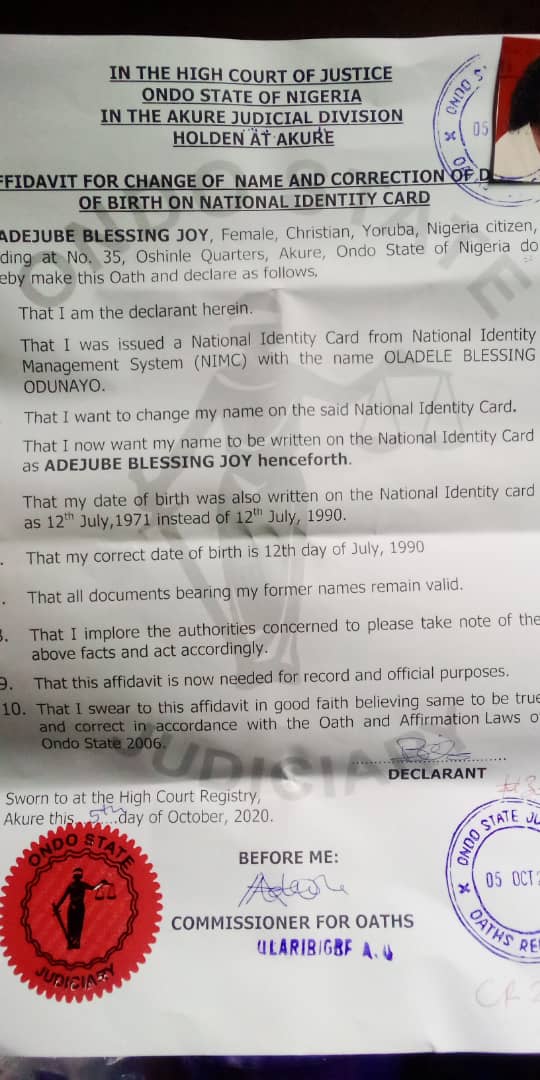 IN THE HIGH COURT OF JUSTICE
ONDO STATE OF NIGERIA
IN THE AKURE JUDICIAL DIVISION
HOLDEN AT AKURE
ONDO S
05
FFIDAVIT FOR CHANGE OF NAME AND CORRECTION OF D
OF BIRTH ON NATIONAL IDENTITY CARD
ADEJUBE BLESSING JOY, Female, Christian, Yoruba, Nigeria citizen,
ding at No. 35, Oshinle Quarters, Akure, Ondo State of Nigeria do
eby make this Oath and declare as follows,
That I am the declarant herein.
That I was issued a National Identity Card from National Identity
Management System (NIMC) with the name OLADELE BLESSING
ODUNAYO.
That I want to change my name on the said National Identity Card.
That I now want my name to be written on the National Identity Card
as ADEJUBE BLESSING JOY henceforth.
That my date of birth was also written on the National Identity card
as 12th July,1971 instead of 12th July, 1990.
That my correct date of birth is 12th day of July, 1990
That all documents bearing my former names remain valid.
That I implore the authorities concerned to please take note of the
above facts and act accordingly.
9. That this affidavit is now needed for record and official purposes.
10. That I swear to this affidavit in good faith believing same to be true
and correct in accordance with the Oath and Affirmation Laws o
Ondo State 2006.
DECLARANT
Sworn to at the High Court Registry,
Akure this 5th day of October, 2020.
ONDO STATE
JUDICIARY
BEFORE ME:
COMMISSIONER FOR OATHS
ONDO STATE JU
05 OCT 2
OATHS RE
ONDO STATE
JUDICIARY